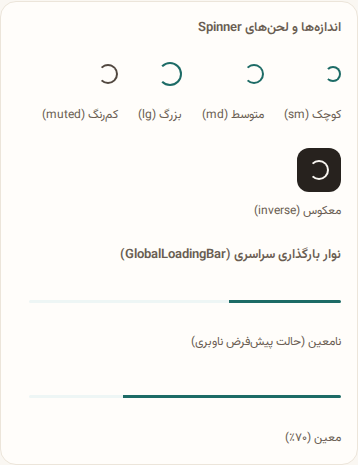 اندازه‌ها و لحن‌های Spinner
کوچک (sm)
متوسط (md)
بزرگ (lg)
کم‌رنگ (muted)
معکوس (inverse)
نوار بارگذاری سراسری (GlobalLoadingBar)
نامعین (حالت پیش‌فرض ناوبری)
معین (۷۰٪)